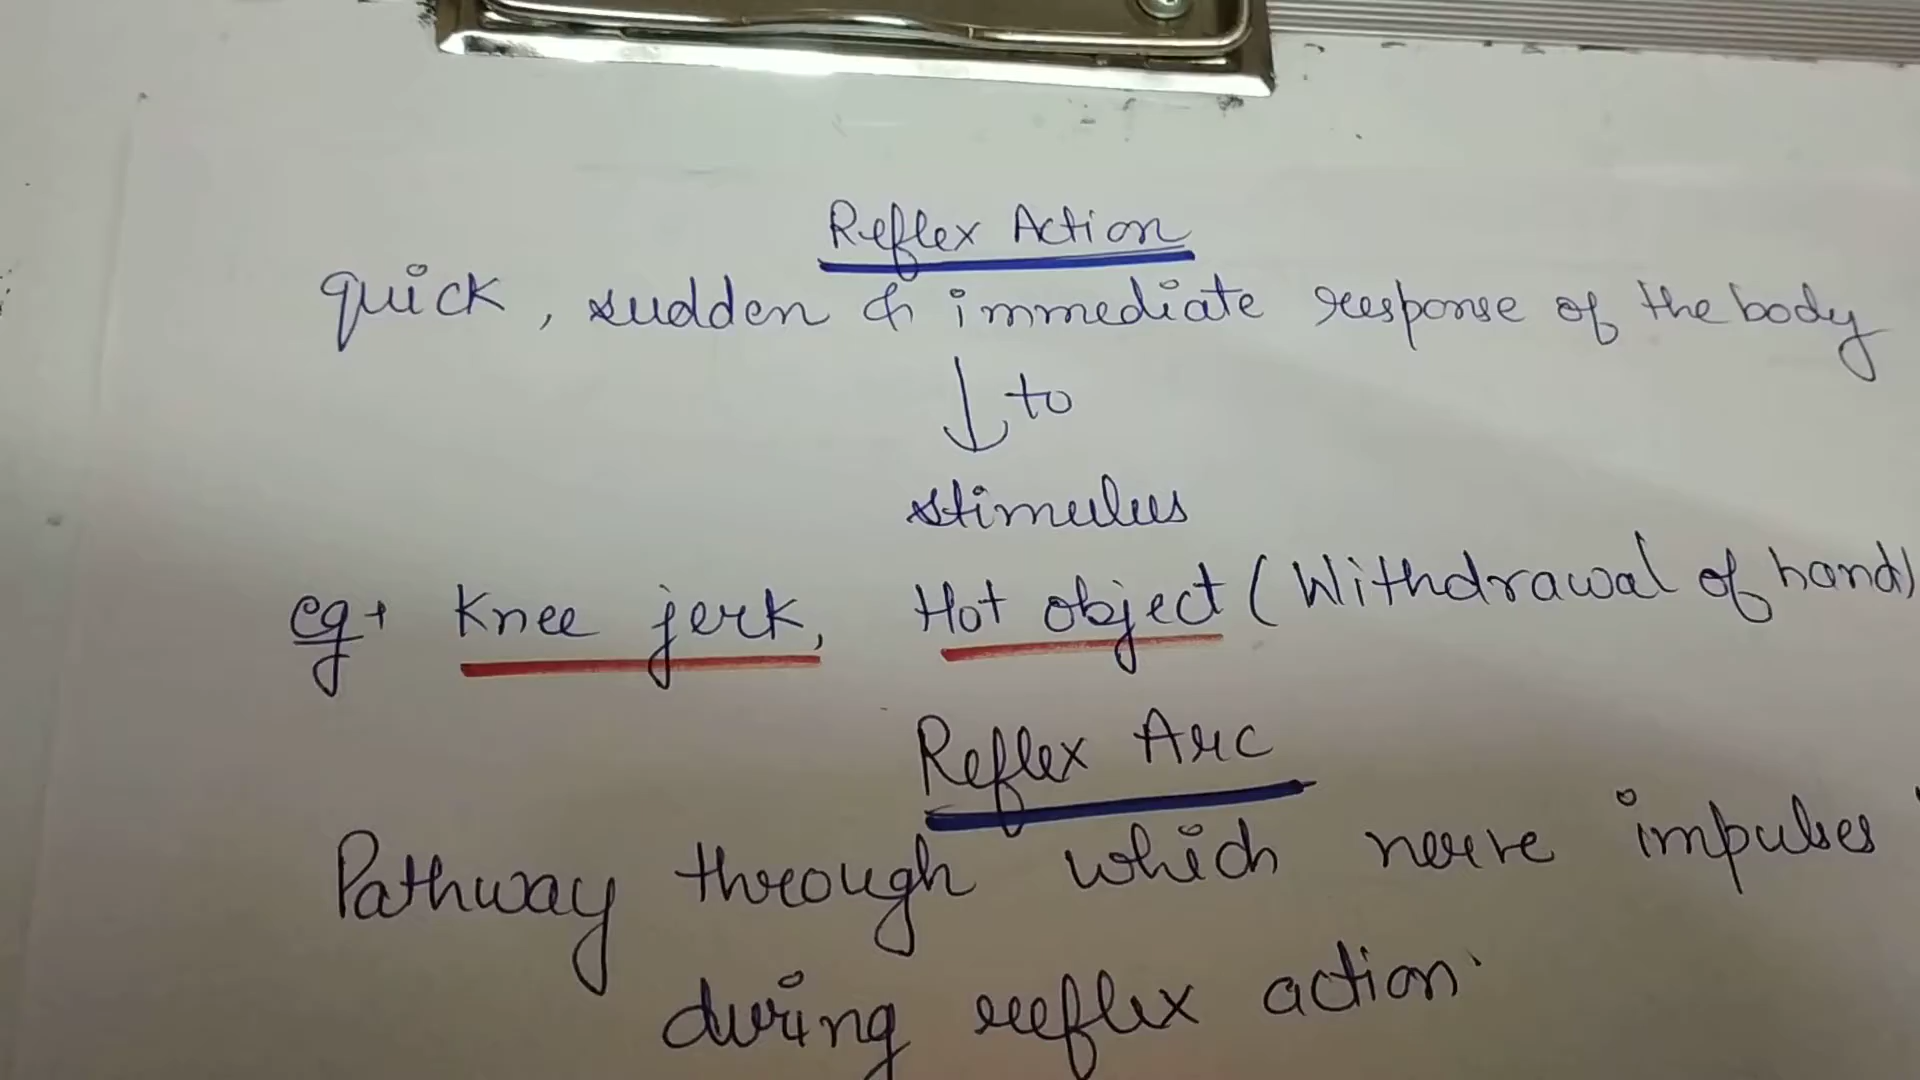 Reflex Action
quick, sudden & immediate response of the body
↓ to
stimulus
eg → Knee jerk, Hot object (Withdrawal of hand)
Reflex Arc
Pathway through which nerve impulses
during reflex action.